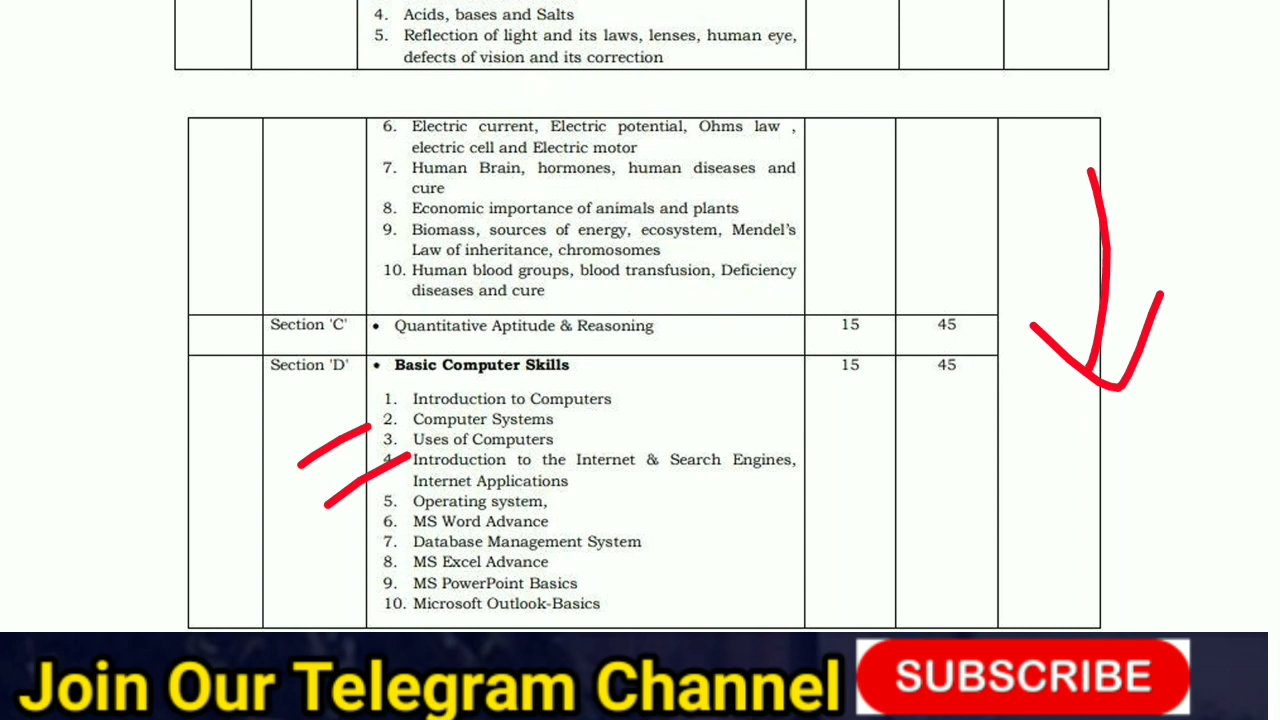 4. Acids, bases and Salts
5. Reflection of light and its laws, lenses, human eye,
defects of vision and its correction
6. Electric current, Electric potential, Ohms law ,
electric cell and Electric motor
7. Human Brain, hormones, human diseases and
cure
8. Economic importance of animals and plants
9. Biomass, sources of energy, ecosystem, Mendel's
Law of inheritance, chromosomes
10. Human blood groups, blood transfusion, Deficiency
diseases and cure
Section 'C' • Quantitative Aptitude & Reasoning 15 45
Section 'D' • Basic Computer Skills 15 45
1. Introduction to Computers
2. Computer Systems
3. Uses of Computers
4. Introduction to the Internet & Search Engines,
Internet Applications
5. Operating system,
6. MS Word Advance
7. Database Management System
8. MS Excel Advance
9. MS PowerPoint Basics
10. Microsoft Outlook-Basics
Join Our Telegram Channel SUBSCRIBE